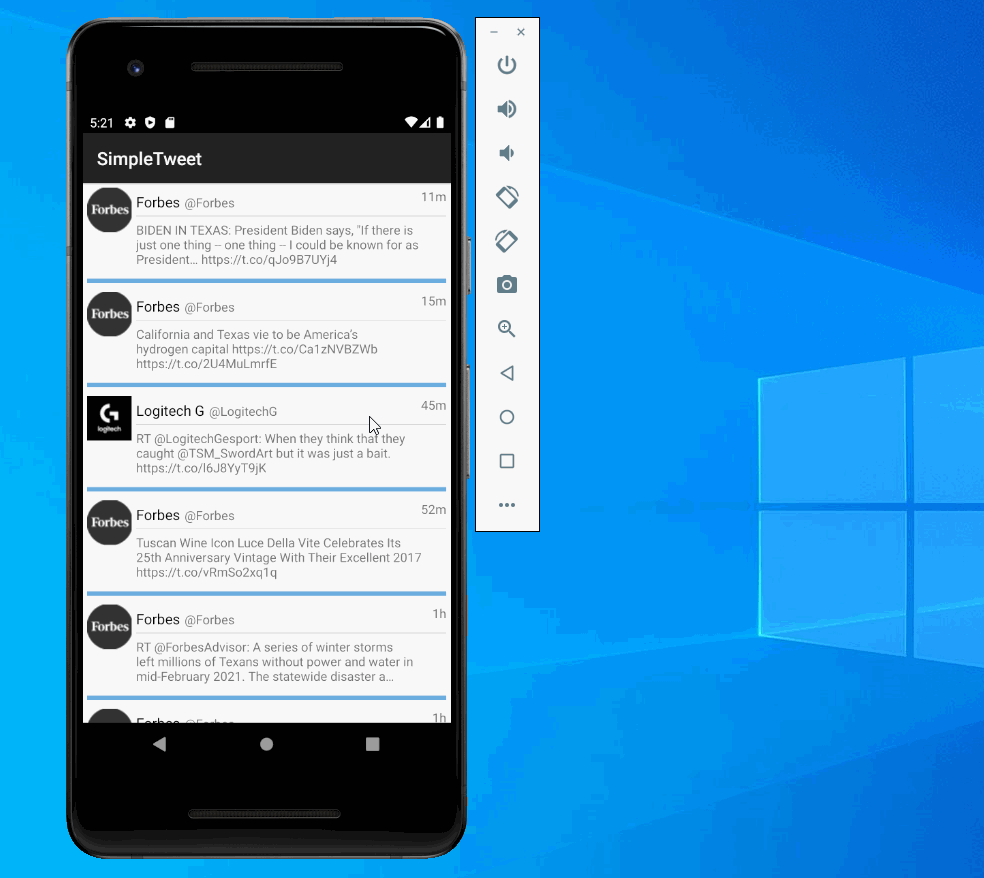 5:21
SimpleTweet
Forbes
Forbes @Forbes 11m
BIDEN IN TEXAS: President Biden says, "If there is
just one thing -- one thing -- I could be known for as
President… https://t.co/qJo9B7UYj4
Forbes
Forbes @Forbes 15m
California and Texas vie to be America's
hydrogen capital https://t.co/Ca1zNVBZWb
https://t.co/2U4MuLmrfE
logitech
Logitech G @LogitechG 45m
RT @LogitechGesport: When they think that they
caught @TSM_SwordArt but it was just a bait.
https://t.co/l6J8YyT9jK
Forbes
Forbes @Forbes 52m
Tuscan Wine Icon Luce Della Vite Celebrates Its
25th Anniversary Vintage With Their Excellent 2017
https://t.co/vRmSo2xq1q
Forbes
Forbes @Forbes 1h
RT @ForbesAdvisor: A series of winter storms
left millions of Texans without power and water in
mid-February 2021. The statewide disaster a…
Forbes @Forbes 1h